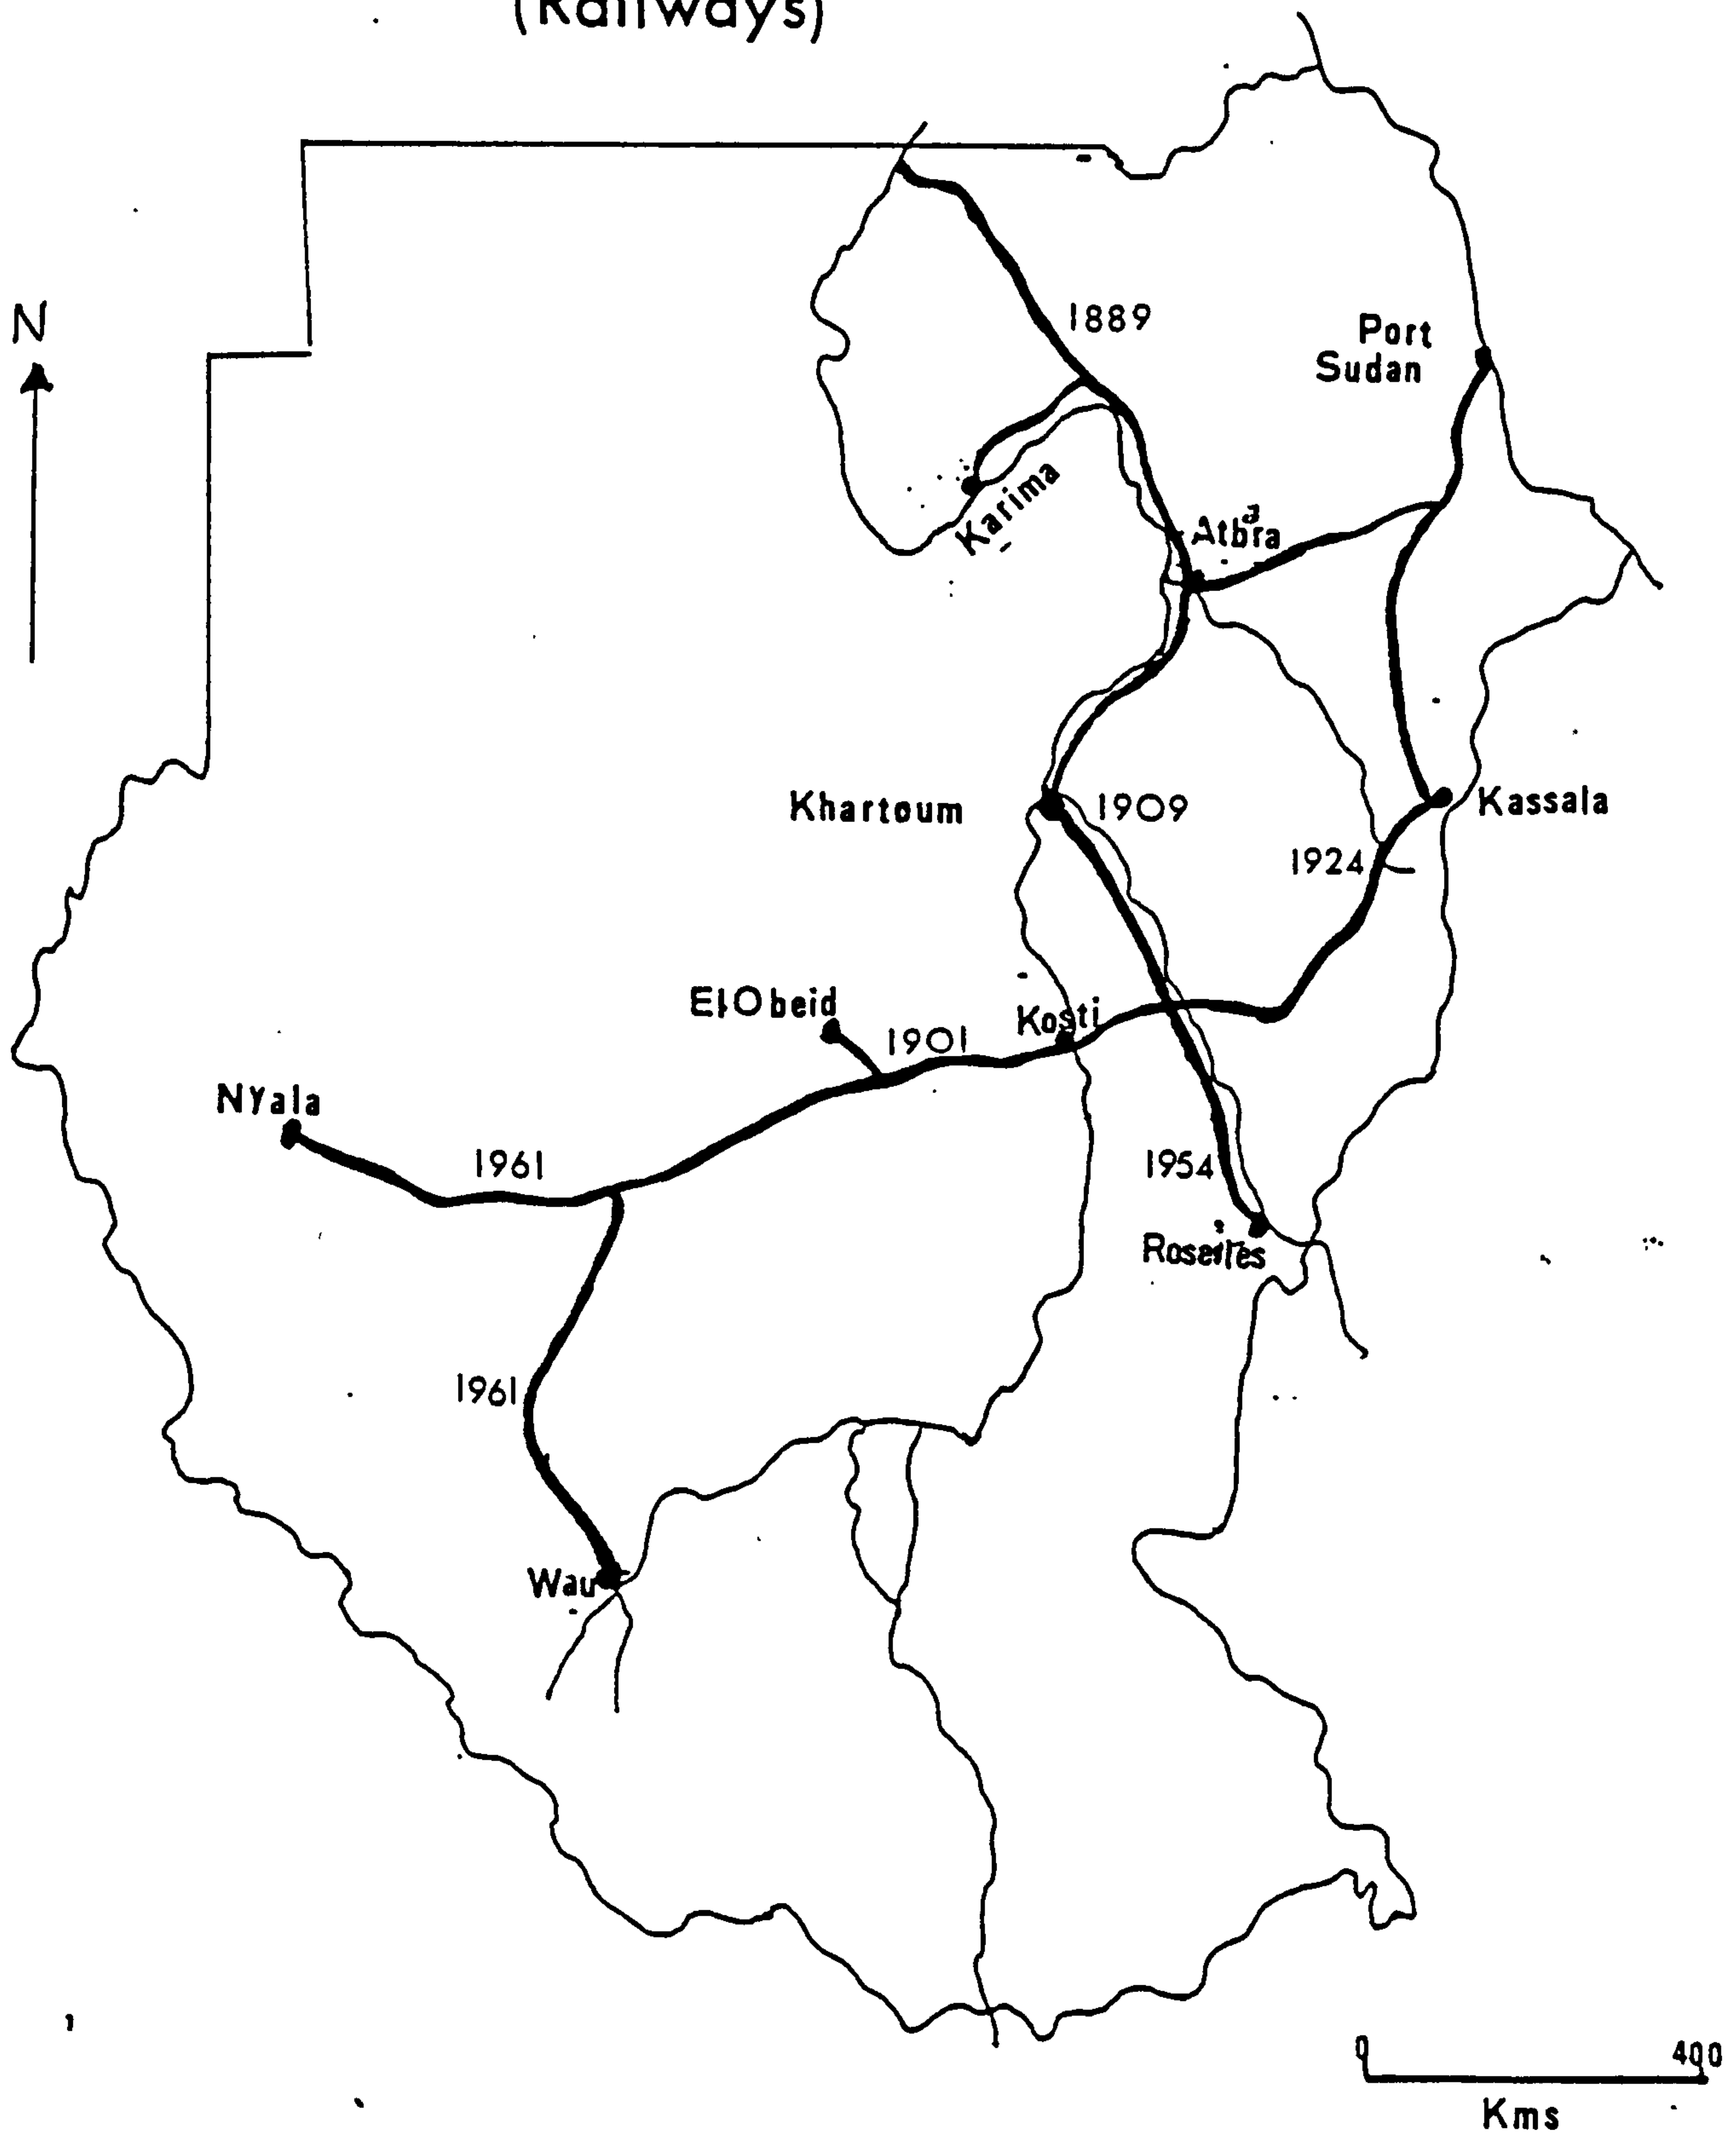 (Railways)
N
1889
Port
Sudan
Karima
Atbara
Khartoum
1909
Kassala
1924
El Obeid
1901
Kosti
Nyala
1961
1954
Roseires
1961
Wau
0 400
Kms